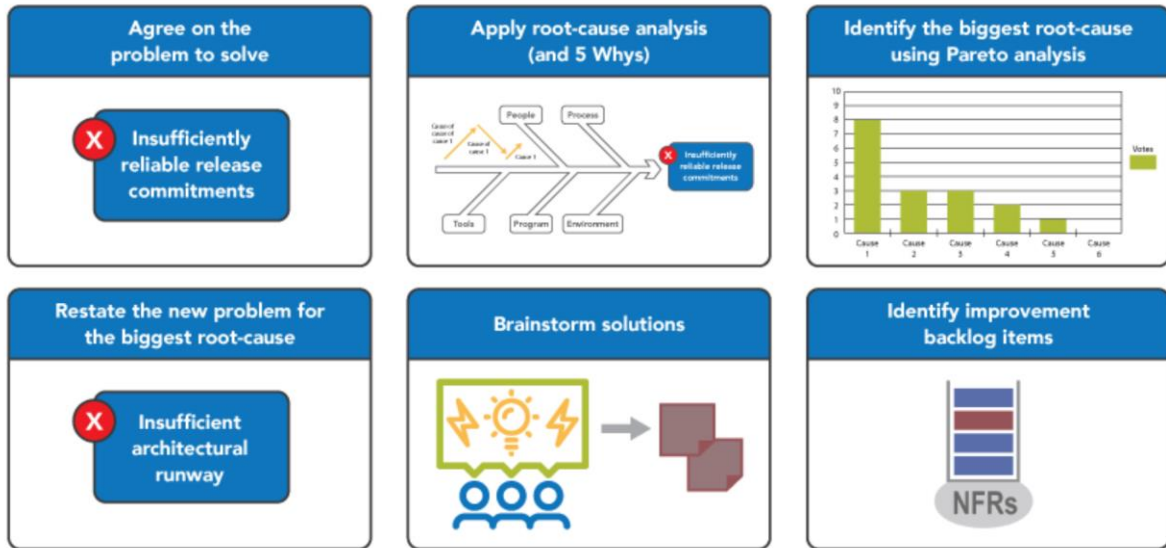 Agree on the
problem to solve
X
Insufficiently
reliable release
commitments
Apply root-cause analysis
(and 5 Whys)
People
Process
Cause of
cause of
cause 1
Cause of
cause 1
Cause 1
X
Insufficiently
reliable release
commitments
Tools
Program
Environment
Identify the biggest root-cause
using Pareto analysis
10
9
8
7
6
5
4
3
2
1
0
Votes
Cause
1
Cause
2
Cause
3
Cause
4
Cause
5
Cause
6
Restate the new problem for
the biggest root-cause
X
Insufficient
architectural
runway
Brainstorm solutions
Identify improvement
backlog items
NFRs